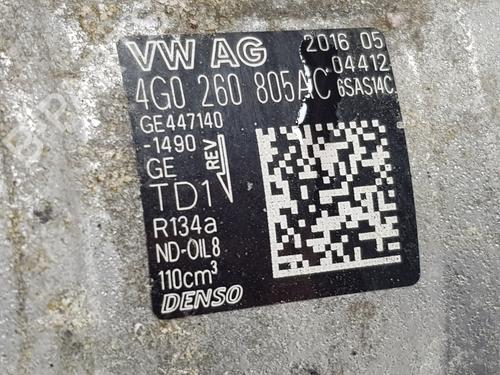 VW AG 2016 05
04412
4G0 260 805AC 6SAS14C
GE447140
-1490
GE REV
TD1
R134a
ND-OIL8
110cm³
DENSO